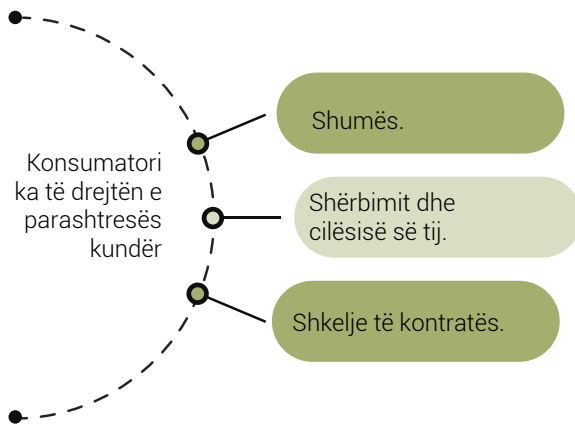 Konsumatori
ka të drejtën e
parashtresës
kundër
Shumës.
Shërbimit dhe
cilësisë së tij.
Shkelje të kontratës.